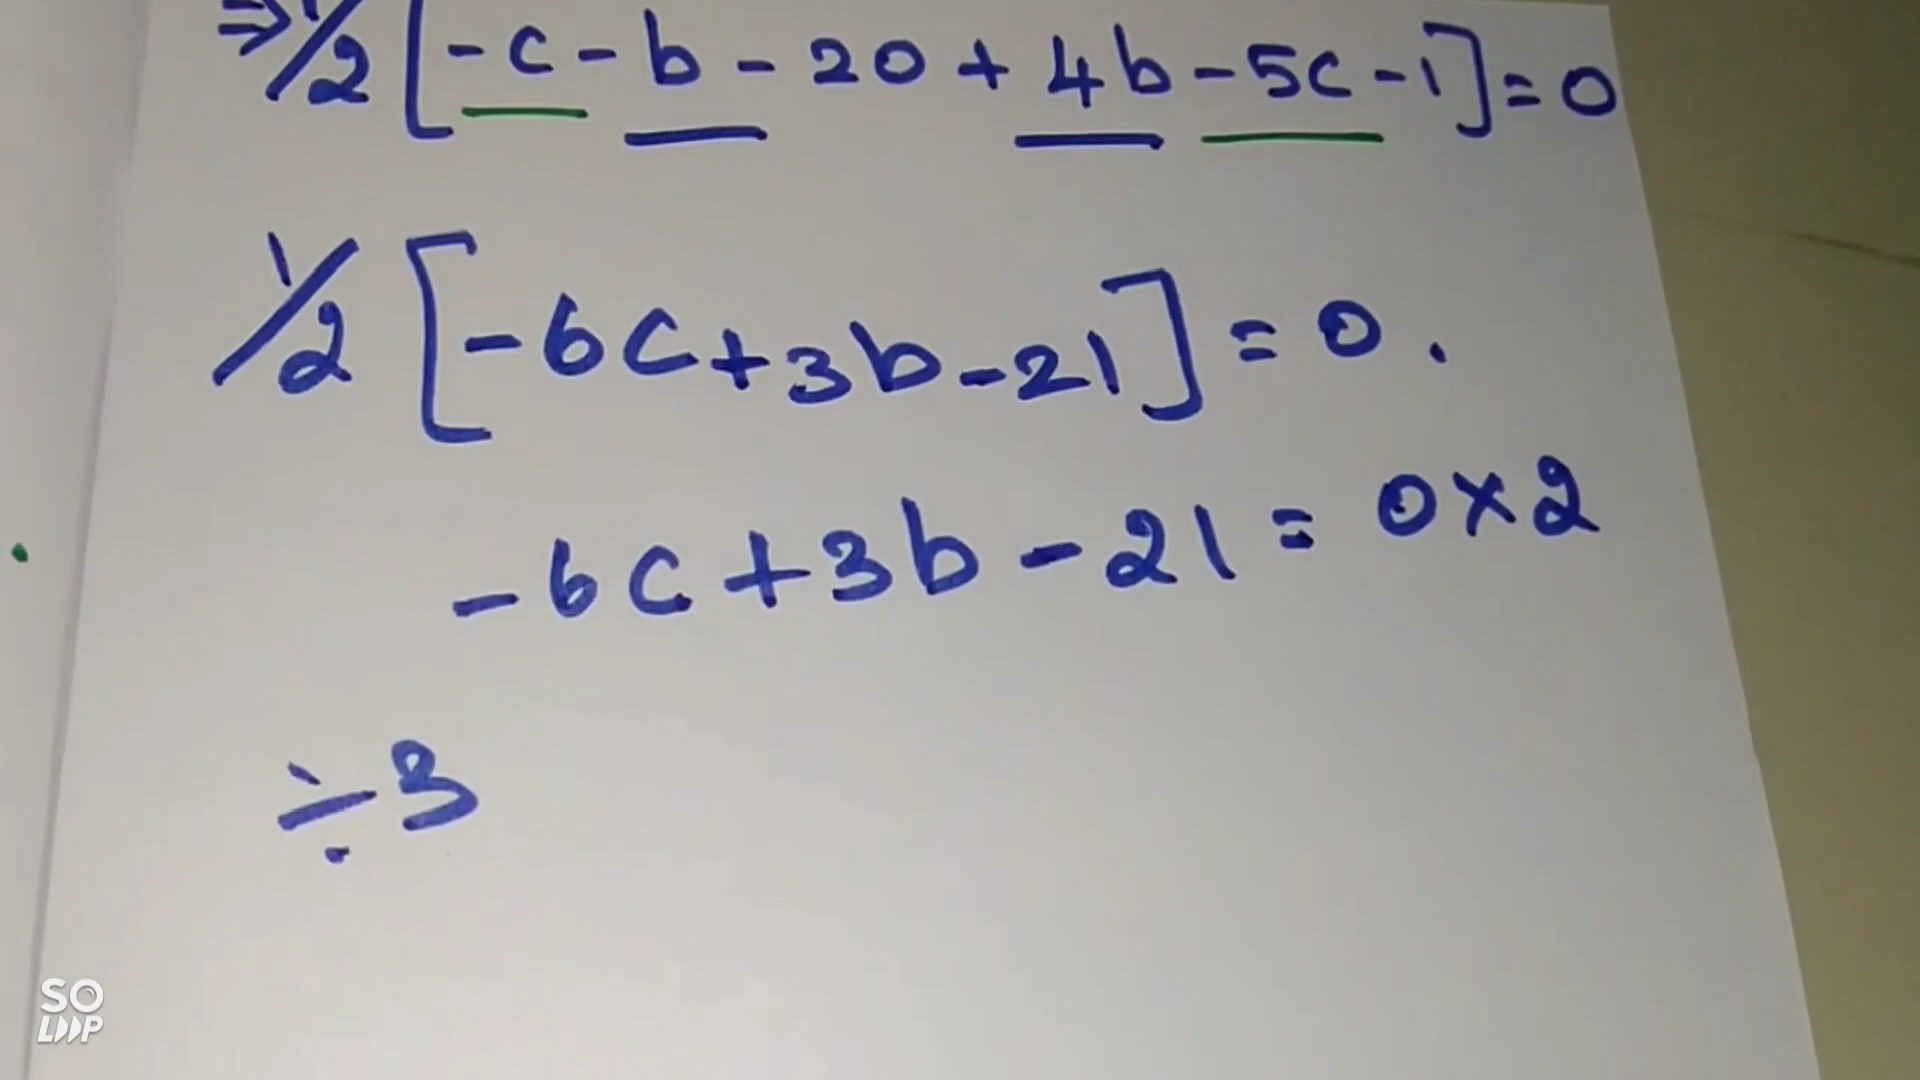 ⇒ 1/2 [-c - b - 20 + 4b - 5c - 1] = 0
1/2 [-6c + 3b - 21] = 0.
-6c + 3b - 21 = 0 × 2
÷ 3
SO
LOOP